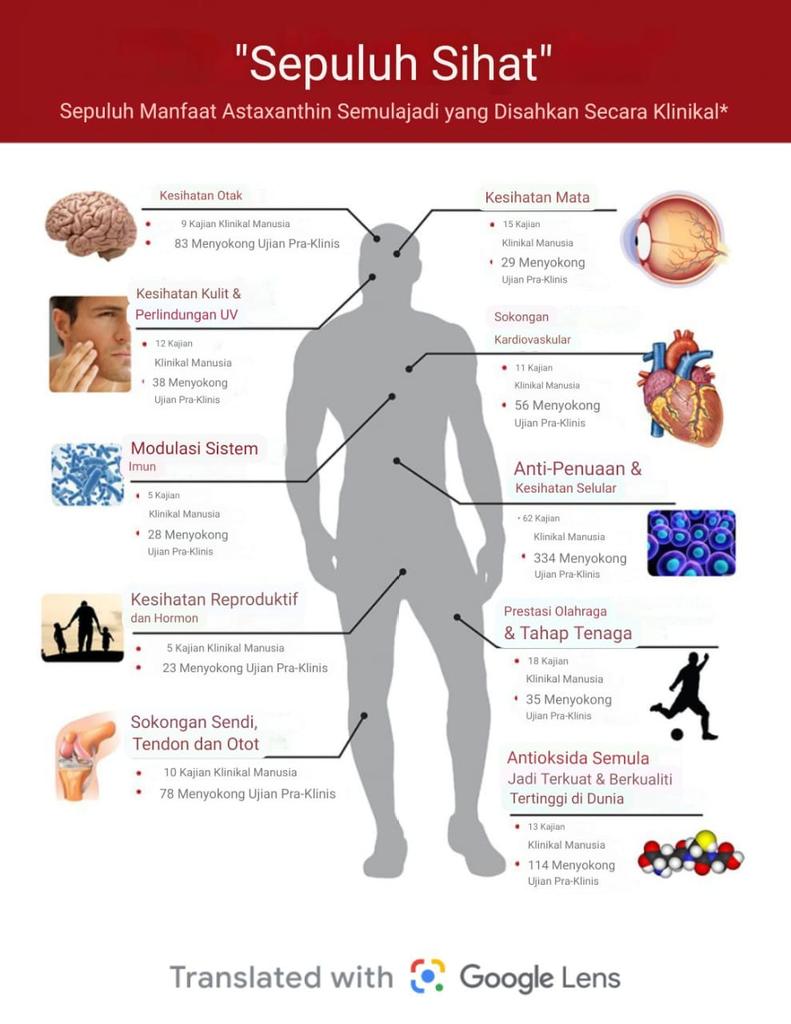 "Sepuluh Sihat"
Sepuluh Manfaat Astaxanthin Semulajadi yang Disahkan Secara Klinikal*
Kesihatan Otak
• 9 Kajian Klinikal Manusia
• 83 Menyokong Ujian Pra-Klinis
Kesihatan Mata
• 15 Kajian
Klinikal Manusia
• 29 Menyokong
Ujian Pra-Klinis
Kesihatan Kulit &
Perlindungan UV
• 12 Kajian
Klinikal Manusia
• 38 Menyokong
Ujian Pra-Klinis
Sokongan
Kardiovaskular
• 11 Kajian
Klinikal Manusia
• 56 Menyokong
Ujian Pra-Klinis
Modulasi Sistem
Imun
• 5 Kajian
Klinikal Manusia
• 28 Menyokong
Ujian Pra-Klinis
Anti-Penuaan &
Kesihatan Selular
• 62 Kajian
Klinikal Manusia
• 334 Menyokong
Ujian Pra-Klinis
Kesihatan Reproduktif
dan Hormon
• 5 Kajian Klinikal Manusia
• 23 Menyokong Ujian Pra-Klinis
Prestasi Olahraga
& Tahap Tenaga
• 18 Kajian
Klinikal Manusia
• 35 Menyokong
Ujian Pra-Klinis
Sokongan Sendi,
Tendon dan Otot
• 10 Kajian Klinikal Manusia
• 78 Menyokong Ujian Pra-Klinis
Antioksida Semula
Jadi Terkuat & Berkualiti
Tertinggi di Dunia
• 13 Kajian
Klinikal Manusia
• 114 Menyokong
Ujian Pra-Klinis
Translated with Google Lens